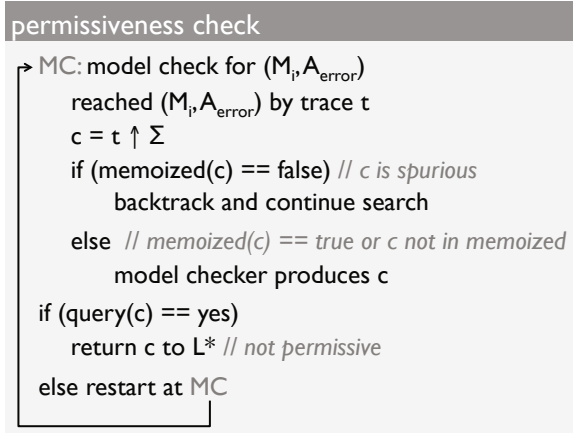 permissiveness check
MC: model check for (Mᵢ,A_error)
reached (Mᵢ,A_error) by trace t
c = t ↑ Σ
if (memoized(c) == false) // c is spurious
backtrack and continue search
else // memoized(c) == true or c not in memoized
model checker produces c
if (query(c) == yes)
return c to L* // not permissive
else restart at MC